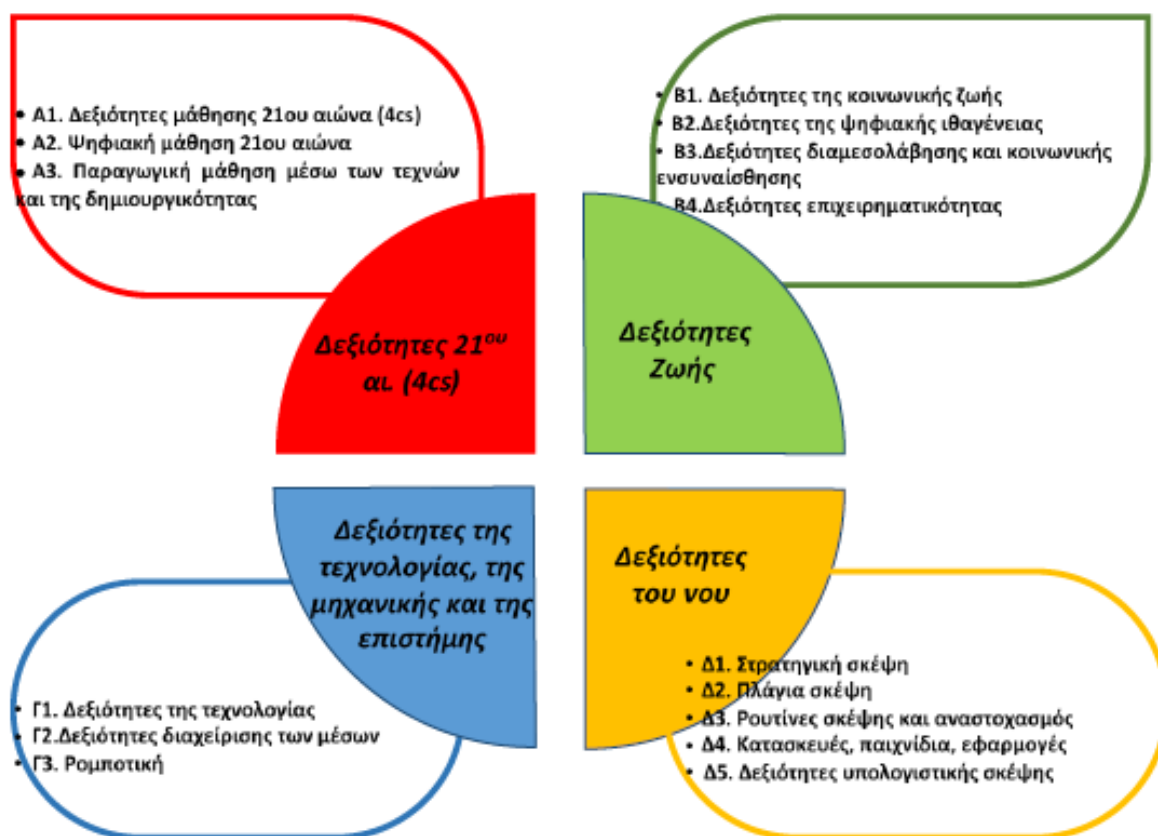 • Α1. Δεξιότητες μάθησης 21ου αιώνα (4cs)
• Α2. Ψηφιακή μάθηση 21ου αιώνα
• Α3. Παραγωγική μάθηση μέσω των τεχνών
και της δημιουργικότητας
• Β1. Δεξιότητες της κοινωνικής ζωής
• Β2.Δεξιότητες της ψηφιακής ιθαγένειας
• Β3.Δεξιότητες διαμεσολάβησης και κοινωνικής
ενσυναίσθησης
• Β4.Δεξιότητες επιχειρηματικότητας
Δεξιότητες 21ου
αι. (4cs)
Δεξιότητες
Ζωής
Δεξιότητες της
τεχνολογίας, της
μηχανικής και της
επιστήμης
Δεξιότητες
του νου
• Γ1. Δεξιότητες της τεχνολογίας
• Γ2.Δεξιότητες διαχείρισης των μέσων
• Γ3. Ρομποτική
• Δ1. Στρατηγική σκέψη
• Δ2. Πλάγια σκέψη
• Δ3. Ρουτίνες σκέψης και αναστοχασμός
• Δ4. Κατασκευές, παιχνίδια, εφαρμογές
• Δ5. Δεξιότητες υπολογιστικής σκέψης